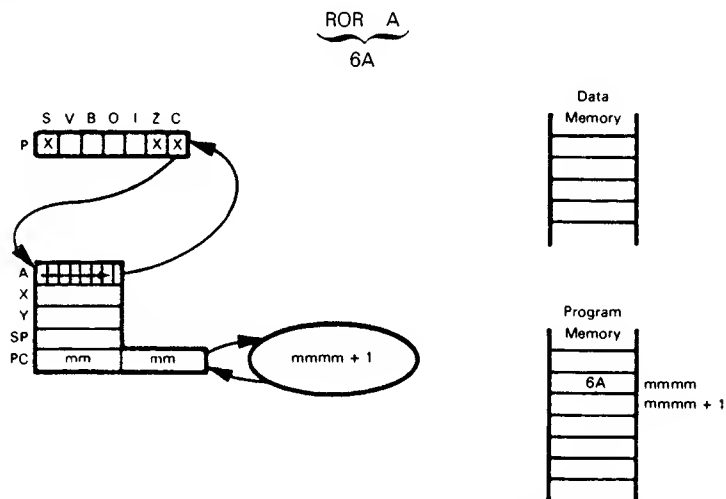 ROR A
6A
S V B O I Z C
P X X X
A
X
Y
SP
PC mm mm
mmmm + 1
Data
Memory
Program
Memory
6A mmmm
mmmm + 1